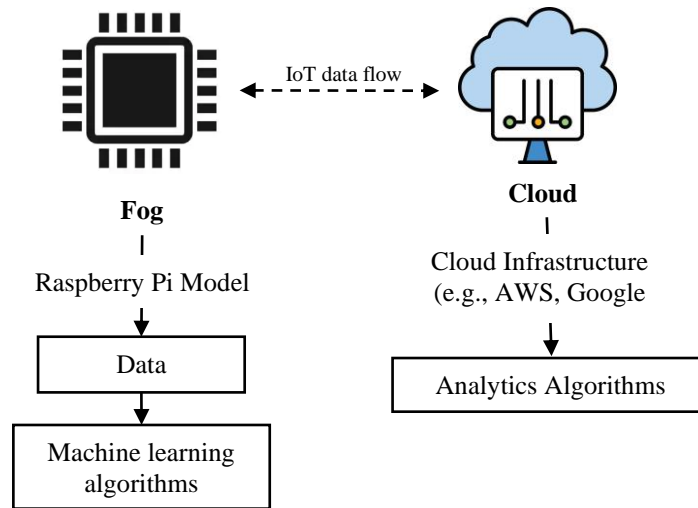 IoT data flow
Fog
Cloud
Raspberry Pi Model
Cloud Infrastructure
(e.g., AWS, Google
Data
Analytics Algorithms
Machine learning
algorithms